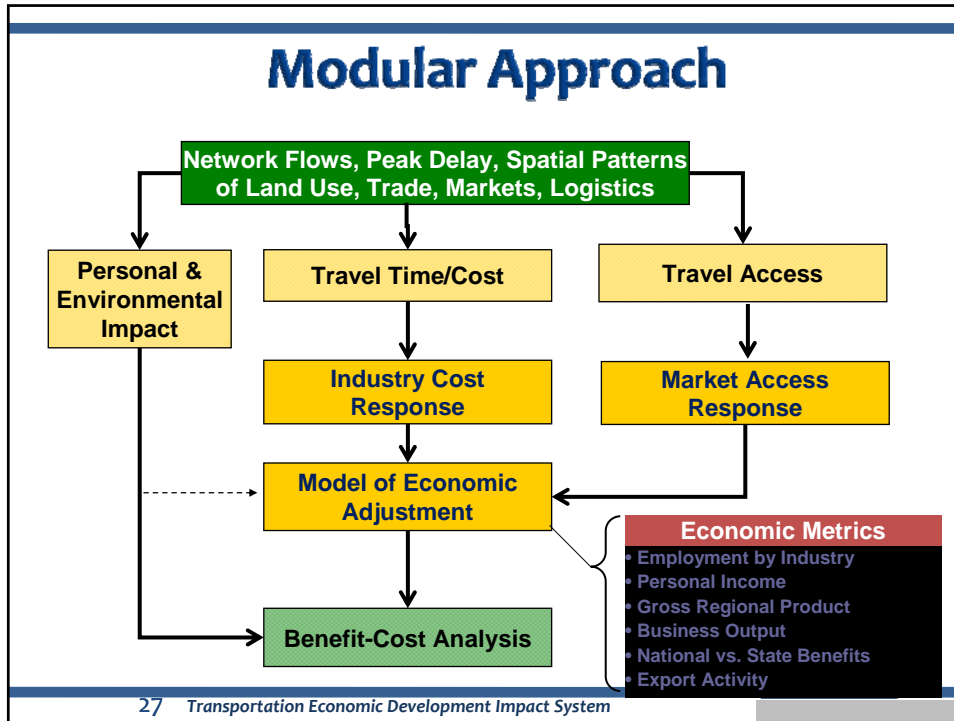 Modular Approach
Network Flows, Peak Delay, Spatial Patterns
of Land Use, Trade, Markets, Logistics
Personal &
Environmental
Impact
Travel Time/Cost
Travel Access
Industry Cost
Response
Market Access
Response
Model of Economic
Adjustment
Economic Metrics
• Employment by Industry
• Personal Income
• Gross Regional Product
• Business Output
• National vs. State Benefits
• Export Activity
Benefit-Cost Analysis
27 Transportation Economic Development Impact System